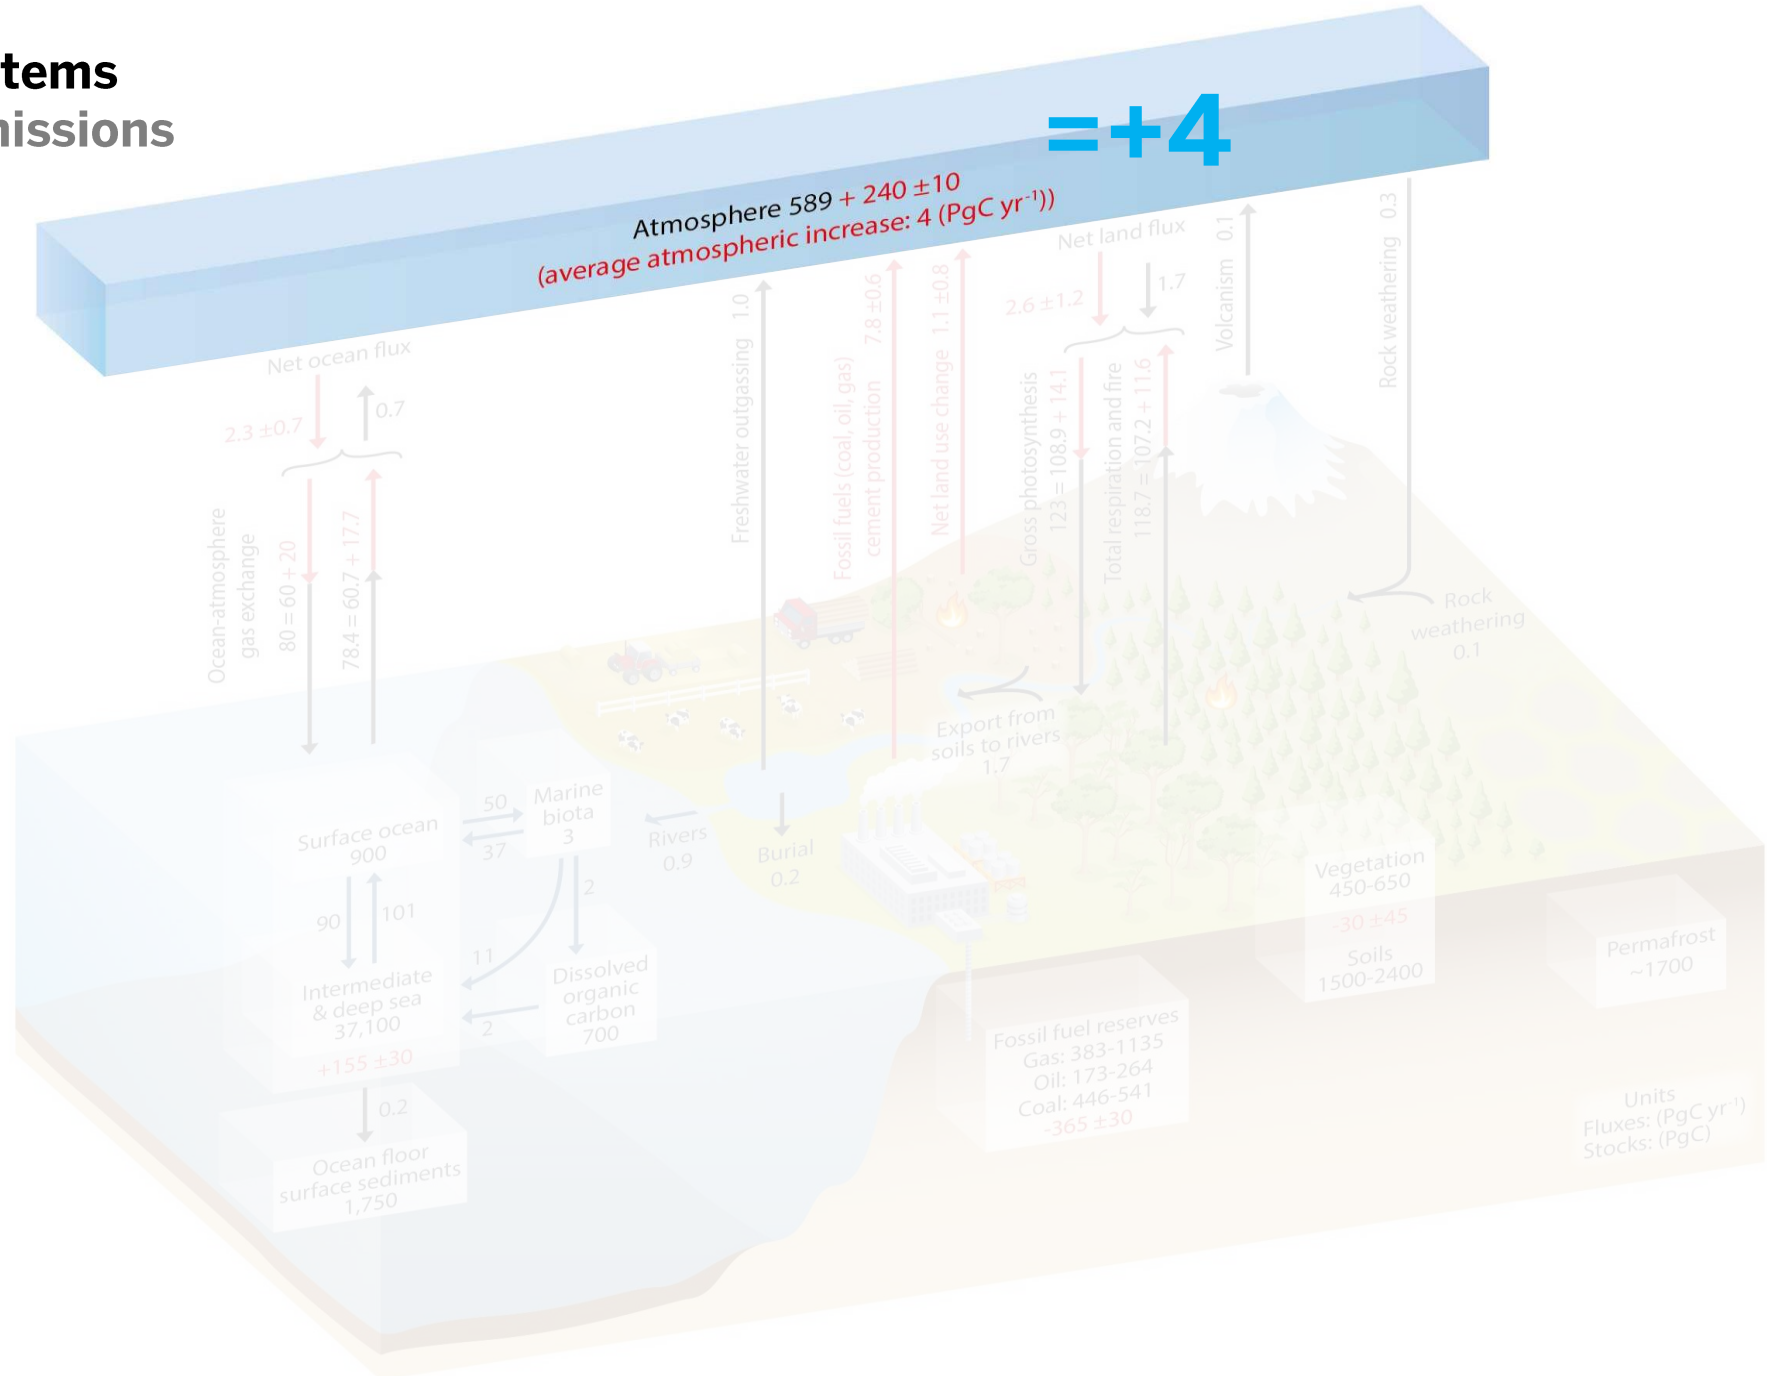 tems
nissions
=+4
Atmosphere 589 + 240 ±10
(average atmospheric increase: 4 (PgC yr⁻¹))
Net ocean flux
2.3 ±0.7
0.7
Ocean-atmosphere
gas exchange
80 = 60 + 20
78.4 = 60.7 + 17.7
Freshwater outgassing 1.0
Fossil fuels (coal, oil, gas)
cement production 7.8 ±0.6
Net land use change 1.1 ±0.8
Net land flux
2.6 ±1.2
1.7
Gross photosynthesis
123 = 108.9 + 14.1
Total respiration and fire
118.7 = 107.2 + 11.6
Volcanism 0.1
Rock weathering 0.3
Rock
weathering
0.1
Export from
soils to rivers
1.7
Surface ocean
900
50
37
Marine
biota
3
Rivers
0.9
Burial
0.2
90
101
2
11
2
Intermediate
& deep sea
37,100
+155 ±30
Dissolved
organic
carbon
700
0.2
Ocean floor
surface sediments
1,750
Vegetation
450-650
-30 ±45
Soils
1500-2400
Permafrost
~1700
Fossil fuel reserves
Gas: 383-1135
Oil: 173-264
Coal: 446-541
-365 ±30
Units
Fluxes: (PgC yr⁻¹)
Stocks: (PgC)